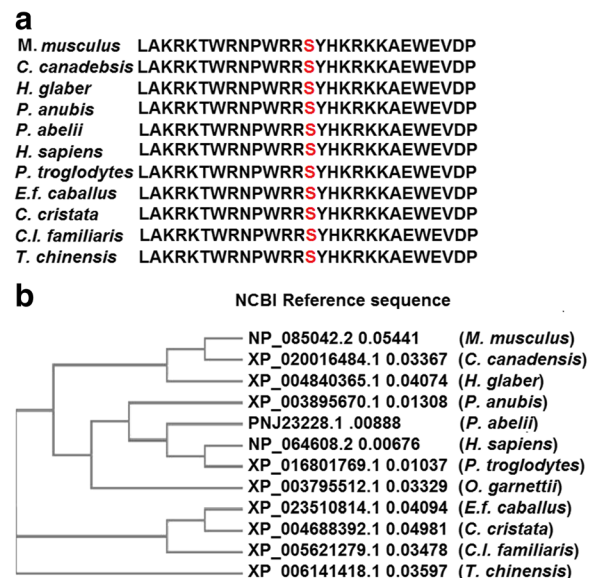 a
M. musculus LAKRKTWRNPWRRSYHKRKKAEWEVDP
C. canadebsis LAKRKTWRNPWRRSYHKRKKAEWEVDP
H. glaber LAKRKTWRNPWRRSYHKRKKAEWEVDP
P. anubis LAKRKTWRNPWRRSYHKRKKAEWEVDP
P. abelii LAKRKTWRNPWRRSYHKRKKAEWEVDP
H. sapiens LAKRKTWRNPWRRSYHKRKKAEWEVDP
P. troglodytes LAKRKTWRNPWRRSYHKRKKAEWEVDP
E.f. caballus LAKRKTWRNPWRRSYHKRKKAEWEVDP
C. cristata LAKRKTWRNPWRRSYHKRKKAEWEVDP
C.l. familiaris LAKRKTWRNPWRRSYHKRKKAEWEVDP
T. chinensis LAKRKTWRNPWRRSYHKRKKAEWEVDP
b
NCBI Reference sequence
NP_085042.2 0.05441 (M. musculus)
XP_020016484.1 0.03367 (C. canadensis)
XP_004840365.1 0.04074 (H. glaber)
XP_003895670.1 0.01308 (P. anubis)
PNJ23228.1 .00888 (P. abelii)
NP_064608.2 0.00676 (H. sapiens)
XP_016801769.1 0.01037 (P. troglodytes)
XP_003795512.1 0.03329 (O. garnettii)
XP_023510814.1 0.04094 (E.f. caballus)
XP_004688392.1 0.04981 (C. cristata)
XP_005621279.1 0.03478 (C.l. familiaris)
XP_006141418.1 0.03597 (T. chinensis)